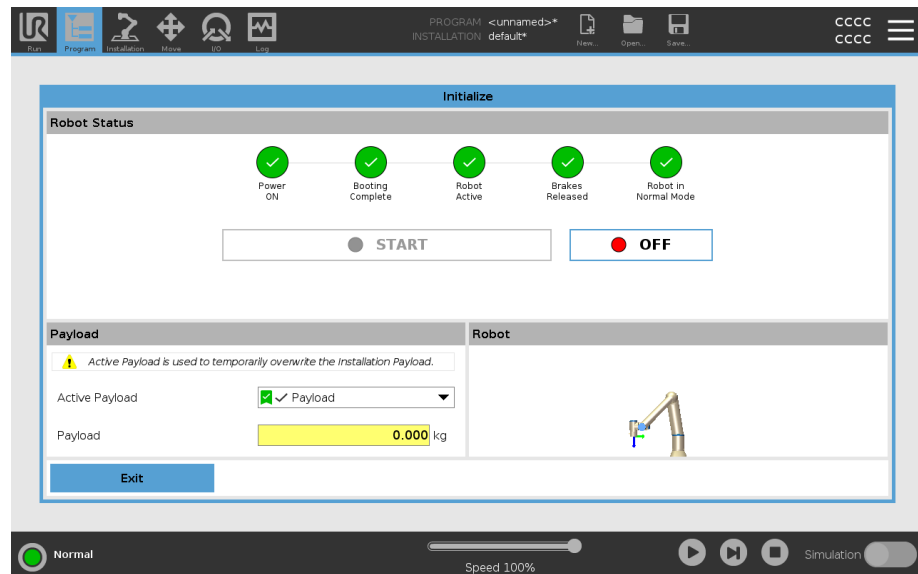 UR
PROGRAM <unnamed>*
INSTALLATION default*
CCCC
CCCC
Run Program Installation Move I/O Log New... Open... Save...
Initialize
Robot Status
Power ON
Booting Complete
Robot Active
Brakes Released
Robot in Normal Mode
START
OFF
Payload
Robot
Active Payload is used to temporarily overwrite the Installation Payload.
Active Payload
Payload
Payload
0.000 kg
Exit
Normal
Speed 100%
Simulation